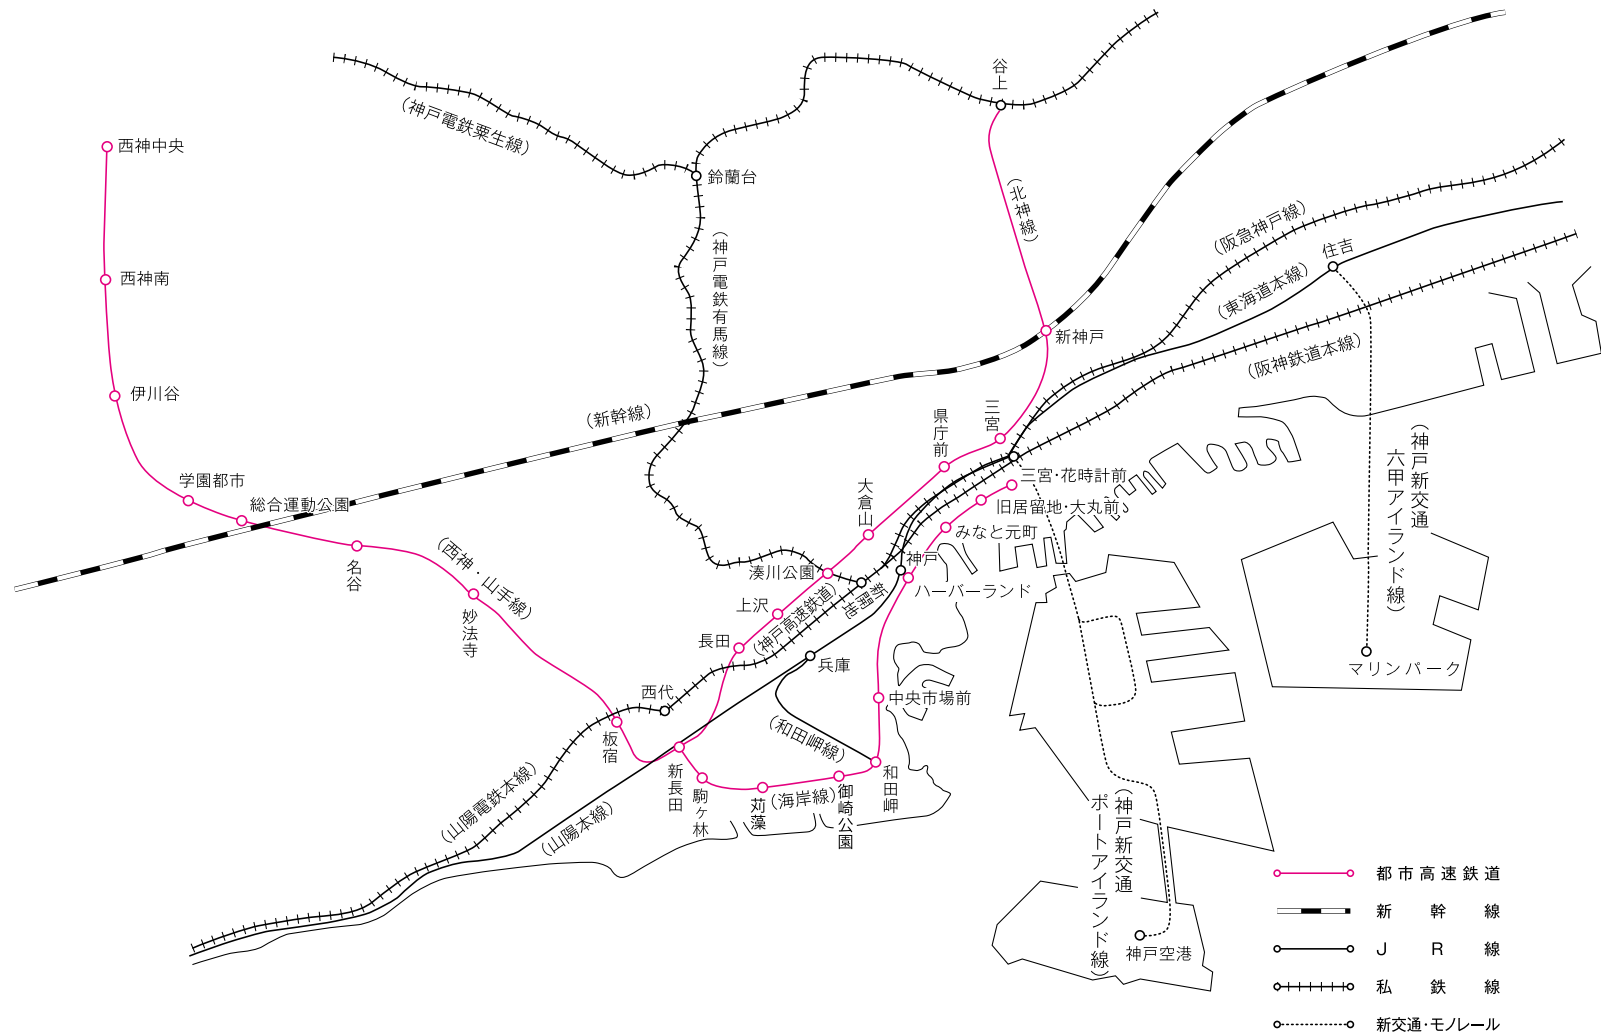 谷上
(神戸電鉄粟生線)
西神中央
鈴蘭台
(北神線)
(阪急神戸線)
(神戸電鉄有馬線)
住吉
西神南
(東海道本線)
新神戸
(阪神鉄道本線)
伊川谷
(新幹線)
県庁前
三宮
(神戸新交通
六甲アイランド線)
学園都市
三宮・花時計前
総合運動公園
大倉山
旧居留地・大丸前
みなと元町
(西神・山手線)
名谷
湊川公園
神戸
新開地
ハーバーランド
上沢
(神戸高速鉄道)
妙法寺
長田
兵庫
マリンパーク
西代
中央市場前
板宿
(和田岬線)
新長田
駒ヶ林
苅藻
(海岸線)
御崎公園
和田岬
(山陽電鉄本線)
(山陽本線)
(神戸新交通
ポートアイランド線)
神戸空港
都市高速鉄道
新幹線
JR線
私鉄線
新交通・モノレール